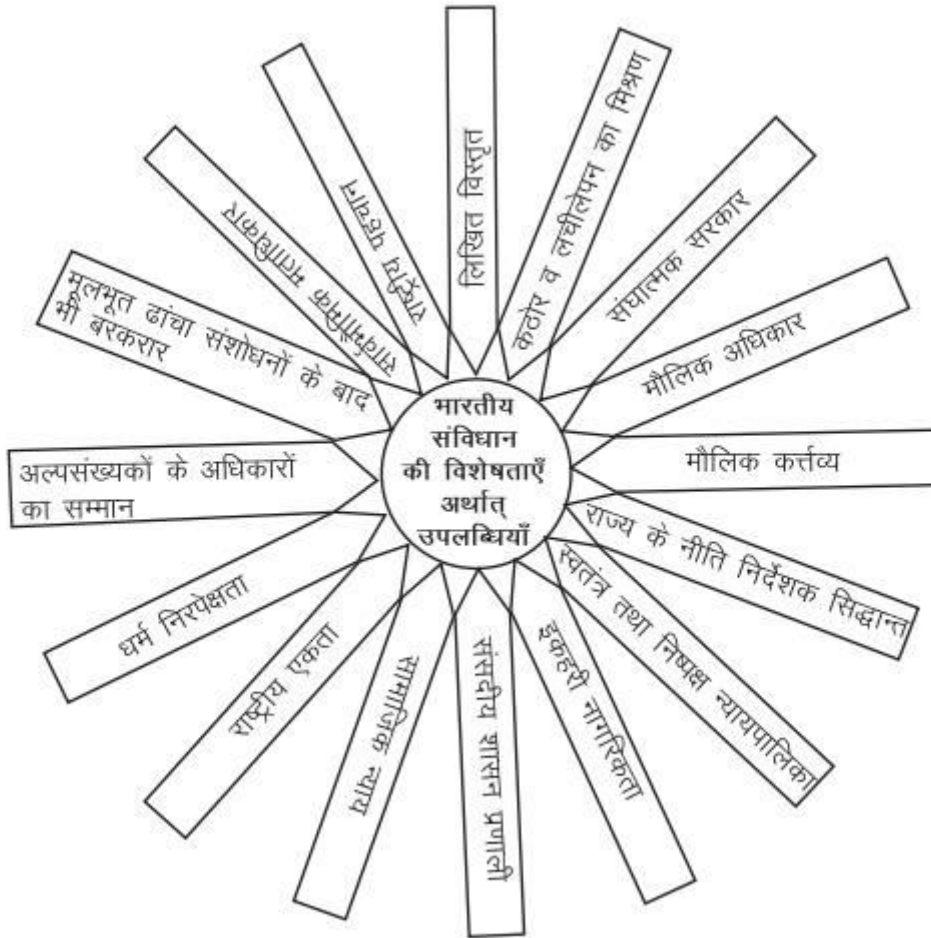 भारतीय
संविधान
की विशेषताएँ
अर्थात्
उपलब्धियाँ
लिखित विस्तृत
कठोर व लचीलेपन का मिश्रण
संघात्मक सरकार
मौलिक अधिकार
मौलिक कर्त्तव्य
राज्य के नीति निर्देशक सिद्धान्त
स्वतंत्र तथा निष्पक्ष न्यायपालिका
इकहरी नागरिकता
संसदीय शासन प्रणाली
सामाजिक न्याय
राष्ट्रीय एकता
धर्म निरपेक्षता
अल्पसंख्यकों के अधिकारों
का सम्मान
मूलभूत ढांचा संशोधनों के बाद
भी बरकरार
सार्वभौमिक मताधिकार
राष्ट्रीय पहचान